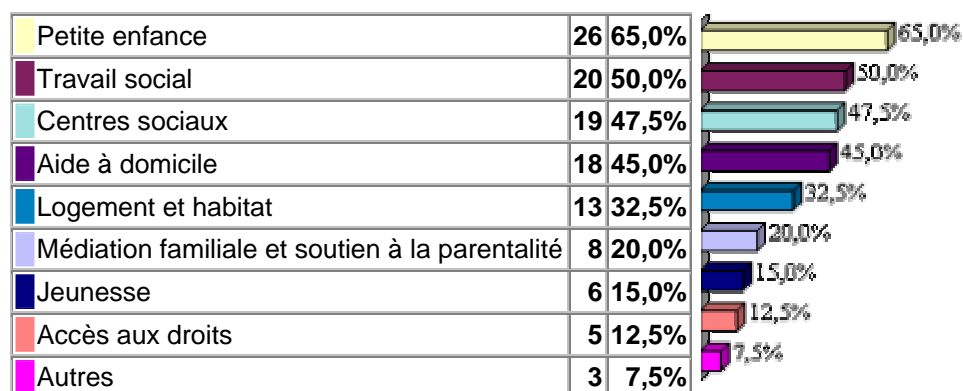 Petite enfance 26 65,0% 65,0%
Travail social 20 50,0% 50,0%
Centres sociaux 19 47,5% 47,5%
Aide à domicile 18 45,0% 45,0%
Logement et habitat 13 32,5% 32,5%
Médiation familiale et soutien à la parentalité 8 20,0% 20,0%
Jeunesse 6 15,0% 15,0%
Accès aux droits 5 12,5% 12,5%
Autres 3 7,5% 7,5%